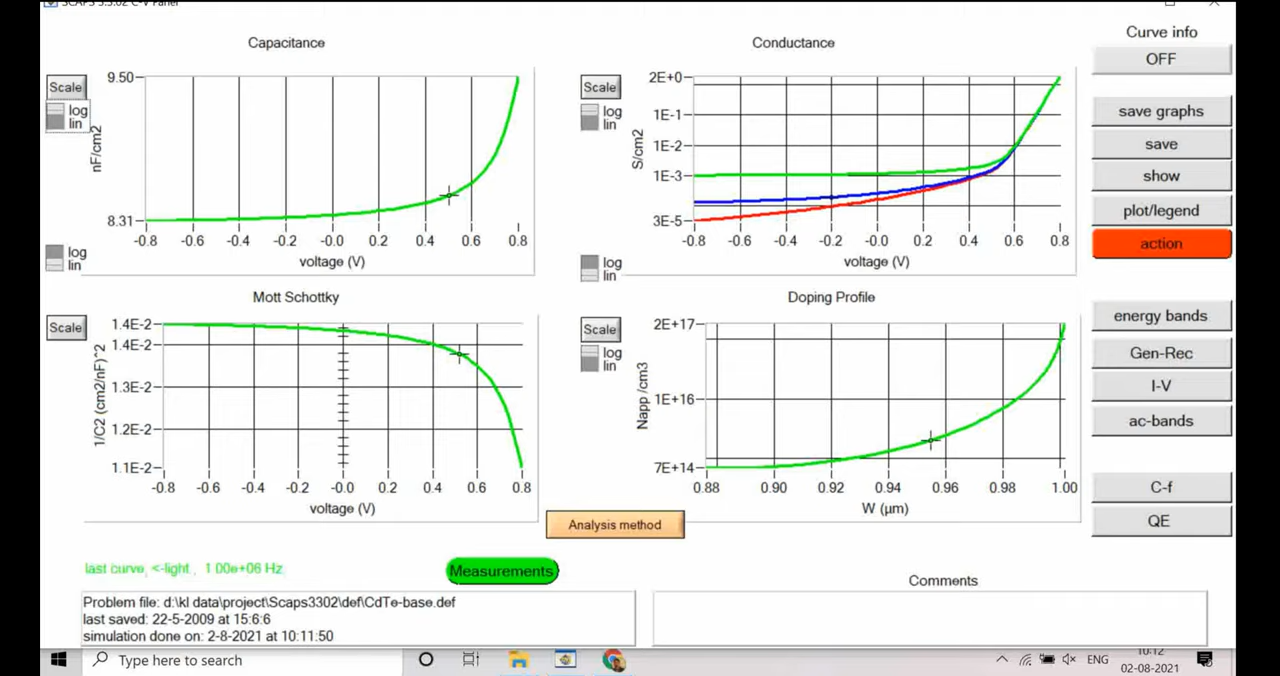 SCAPS 3.3.02 C-V Panel
Capacitance
Scale
log
lin
nF/cm2
9.50
8.31
-0.8 -0.6 -0.4 -0.2 -0.0 0.2 0.4 0.6 0.8
voltage (V)
log
lin
Conductance
Scale
log
lin
S/cm2
2E+0
1E-1
1E-2
1E-3
3E-5
-0.8 -0.6 -0.4 -0.2 -0.0 0.2 0.4 0.6 0.8
voltage (V)
log
lin
Curve info
OFF
save graphs
save
show
plot/legend
action
Mott Schottky
Scale
1/C2 (cm2/nF)^2
1.4E-2
1.4E-2
1.3E-2
1.2E-2
1.1E-2
-0.8 -0.6 -0.4 -0.2 -0.0 0.2 0.4 0.6 0.8
voltage (V)
Doping Profile
Scale
log
lin
Napp /cm3
2E+17
1E+16
7E+14
0.88 0.90 0.92 0.94 0.96 0.98 1.00
W (µm)
energy bands
Gen-Rec
I-V
ac-bands
C-f
QE
Analysis method
last curve, <-light , 1.00e+06 Hz
Measurements
Problem file: d:\kl data\project\Scaps3302\def\CdTe-base.def
last saved: 22-5-2009 at 15:6:6
simulation done on: 2-8-2021 at 10:11:50
Comments
Type here to search
ENG
10:12
02-08-2021